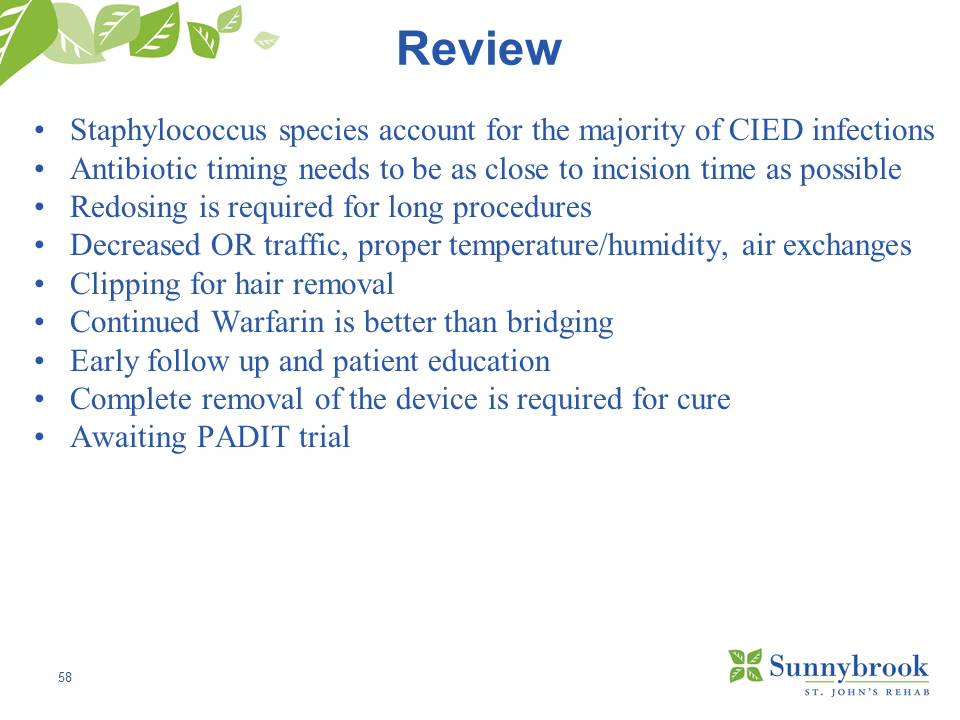 Review
• Staphylococcus species account for the majority of CIED infections
• Antibiotic timing needs to be as close to incision time as possible
• Redosing is required for long procedures
• Decreased OR traffic, proper temperature/humidity, air exchanges
• Clipping for hair removal
• Continued Warfarin is better than bridging
• Early follow up and patient education
• Complete removal of the device is required for cure
• Awaiting PADIT trial
58
Sunnybrook
ST. JOHN'S REHAB